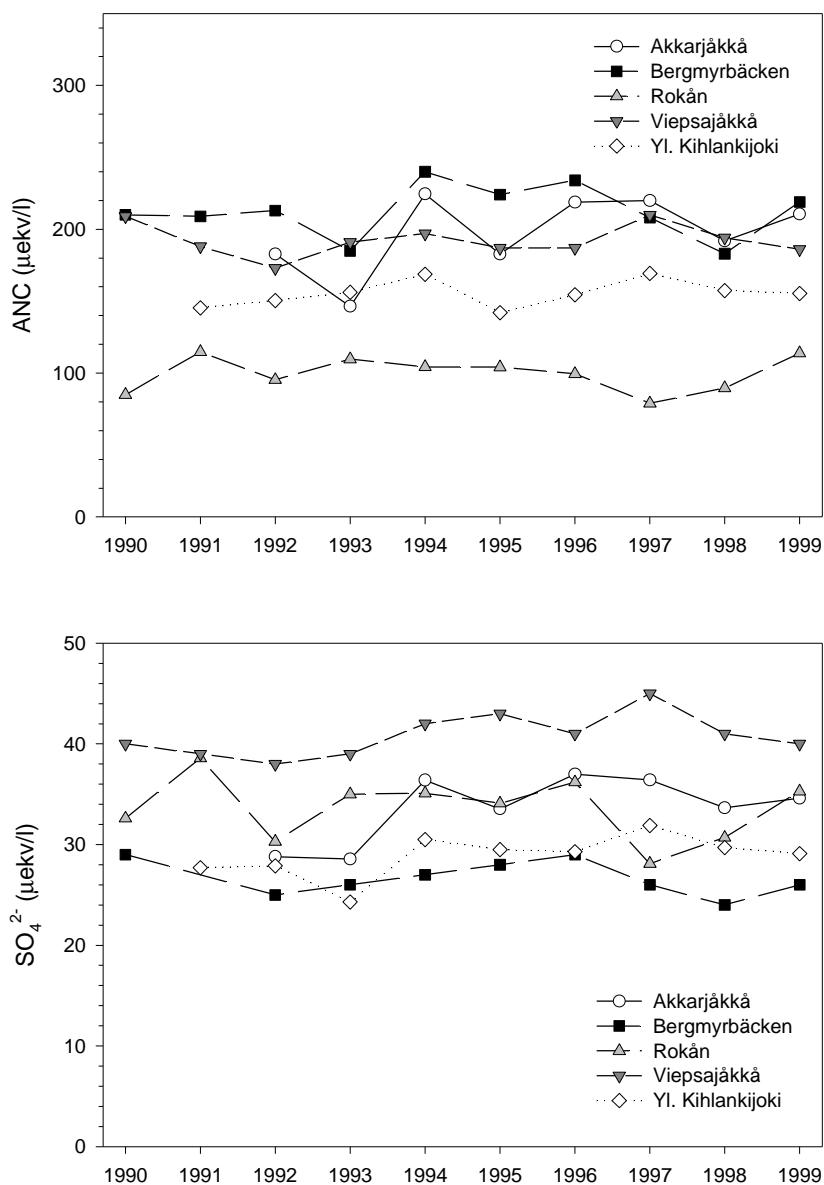 300
200
100
0
ANC (µekv/l)
Akkarjåkkå
Bergmyrbäcken
Rokån
Viepsajåkkå
Yl. Kihlankijoki
1990 1991 1992 1993 1994 1995 1996 1997 1998 1999
50
40
30
20
10
0
SO₄²⁻ (µekv/l)
Akkarjåkkå
Bergmyrbäcken
Rokån
Viepsajåkkå
Yl. Kihlankijoki
1990 1991 1992 1993 1994 1995 1996 1997 1998 1999